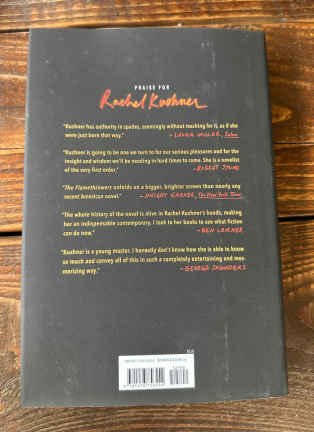 PRAISE FOR
Rachel Kushner
"Kushner has authority in spades, seemingly without reaching for it, as if she
were just born that way." – LAURA MILLER, Salon
"Kushner is going to be one we turn to for our serious pleasures and for the
insight and wisdom we'll be needing in hard times to come. She is a novelist
of the very first order." – ROBERT STONE
"The Flamethrowers unfolds on a bigger, brighter screen than nearly any
recent American novel." – DWIGHT GARNER, The New York Times
"The whole history of the novel is alive in Rachel Kushner's hands, making
her an indispensable contemporary. I look to her books to see what fiction
can do now." – BEN LERNER
"Kushner is a young master. I honestly don't know how she is able to know
so much and convey all of this in such a completely entertaining and mes-
merizing way." – GEORGE SAUNDERS